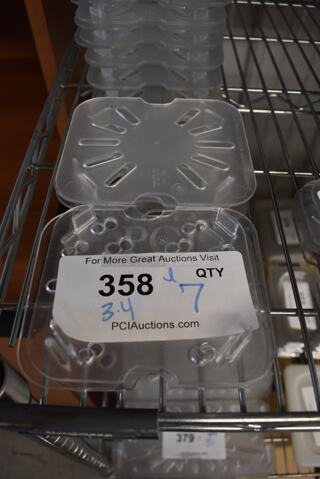 For More Great Auctions Visit
358 QTY
3.4 7
PCIAuctions.com
379